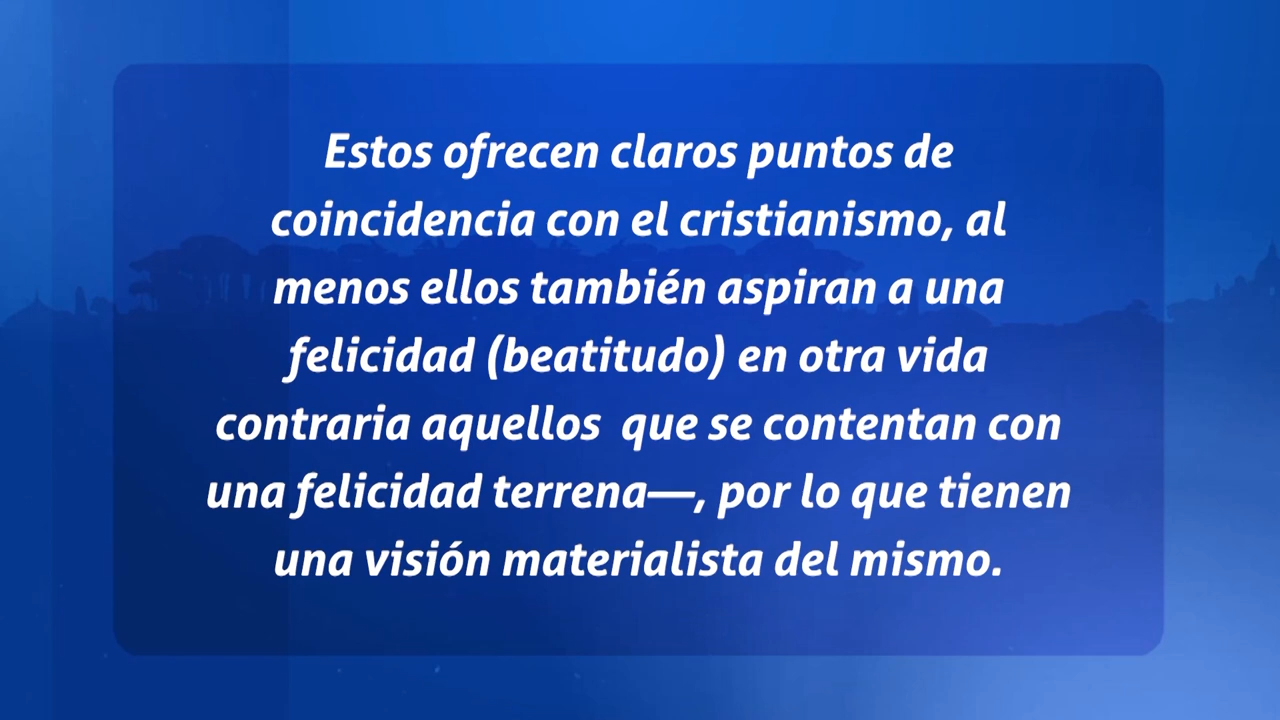 Estos ofrecen claros puntos de
coincidencia con el cristianismo, al
menos ellos también aspiran a una
felicidad (beatitudo) en otra vida
contraria aquellos  que se contentan con
una felicidad terrena—, por lo que tienen
una visión materialista del mismo.